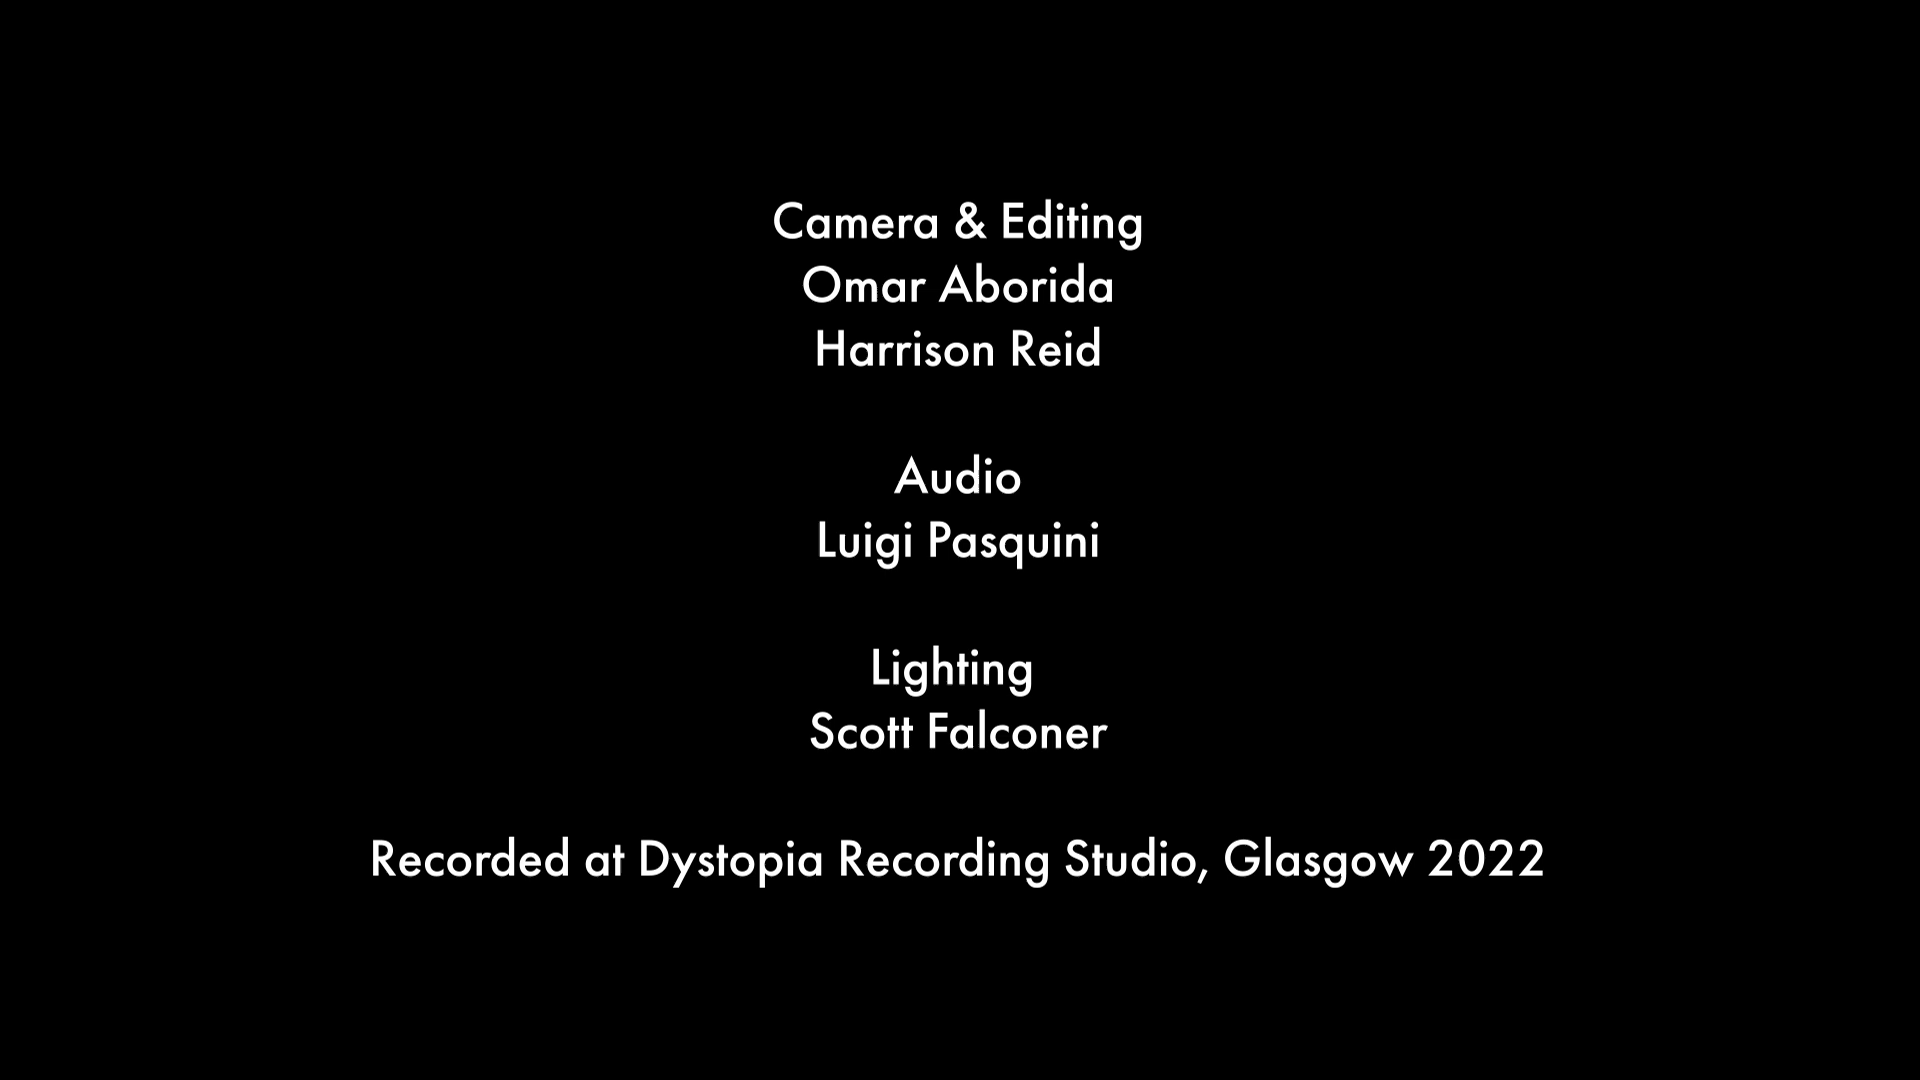 Camera & Editing
Omar Aborida
Harrison Reid
Audio
Luigi Pasquini
Lighting
Scott Falconer
Recorded at Dystopia Recording Studio, Glasgow 2022